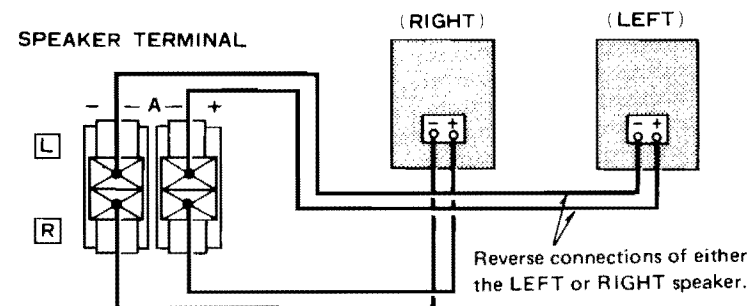 (RIGHT)
(LEFT)
SPEAKER TERMINAL
- -A- +
- +
- +
L
R
Reverse connections of either
the LEFT or RIGHT speaker.